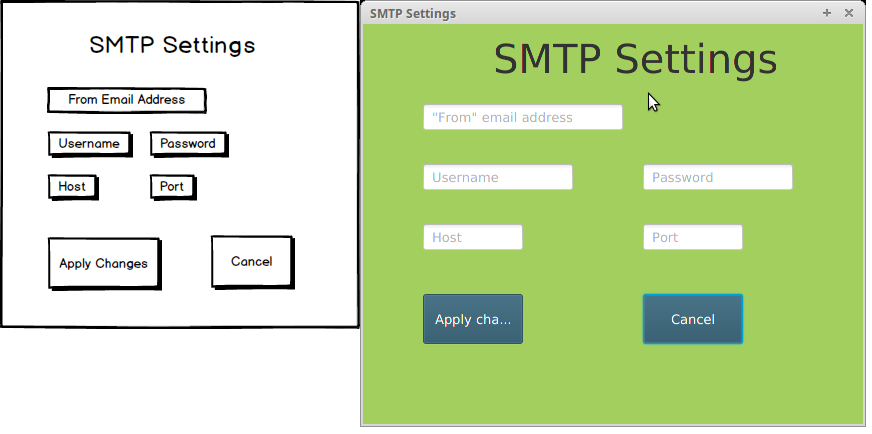 SMTP Settings
From Email Address
Username Password
Host Port
Apply Changes Cancel
SMTP Settings
SMTP Settings
"From" email address
Username Password
Host Port
Apply cha... Cancel